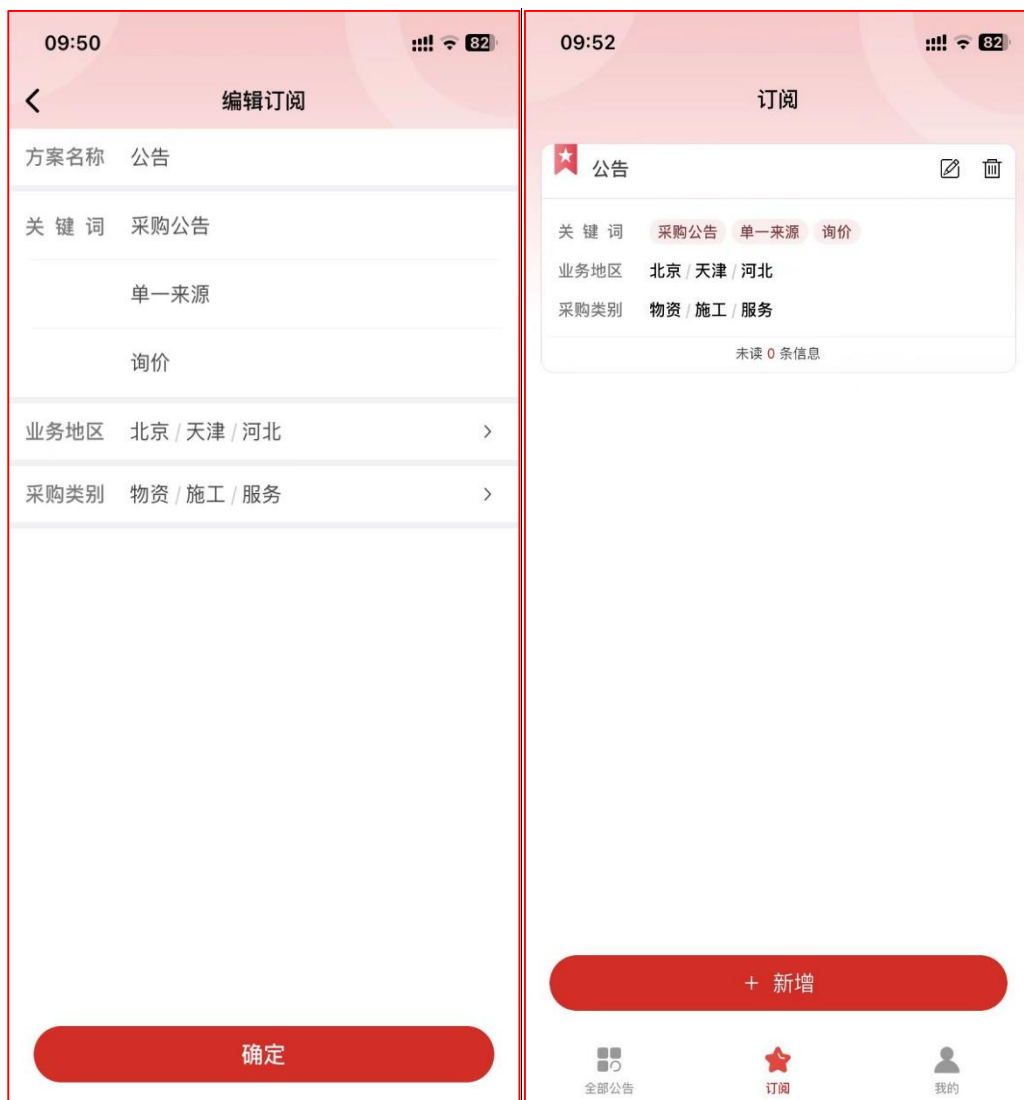 09:50
82
编辑订阅
方案名称 公告
关键词 采购公告
单一来源
询价
业务地区 北京 / 天津 / 河北
采购类别 物资 / 施工 / 服务
确定
09:52
82
订阅
公告
关键词 采购公告 单一来源 询价
业务地区 北京 / 天津 / 河北
采购类别 物资 / 施工 / 服务
未读 0 条信息
+ 新增
全部公告 订阅 我的